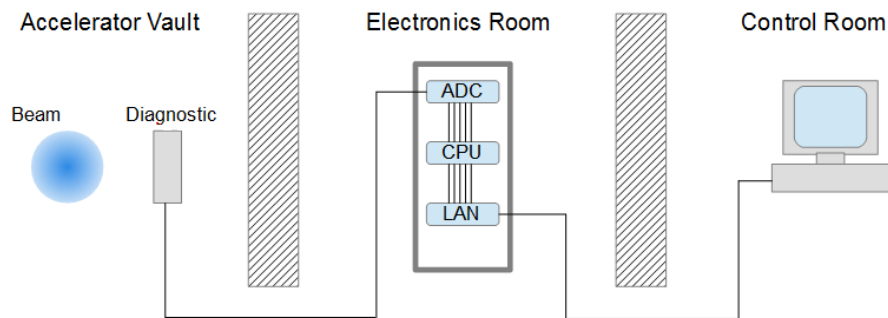 Accelerator Vault
Electronics Room
Control Room
Beam
Diagnostic
ADC
CPU
LAN